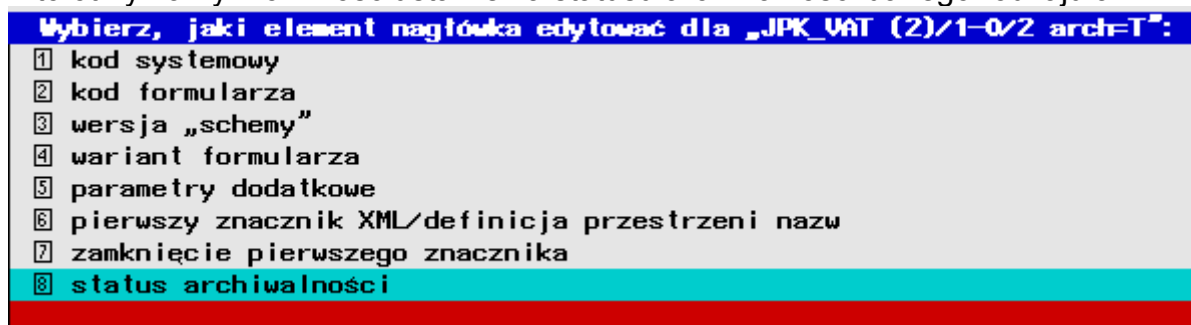 Wybierz, jaki element nagłówka edytować dla „JPK_VAT (2)/1-0/2 arch=T”:
1 kod systemowy
2 kod formularza
3 wersja „schemy”
4 wariant formularza
5 parametry dodatkowe
6 pierwszy znacznik XML/definicja przestrzeni nazw
7 zamknięcie pierwszego znacznika
8 status archiwalności